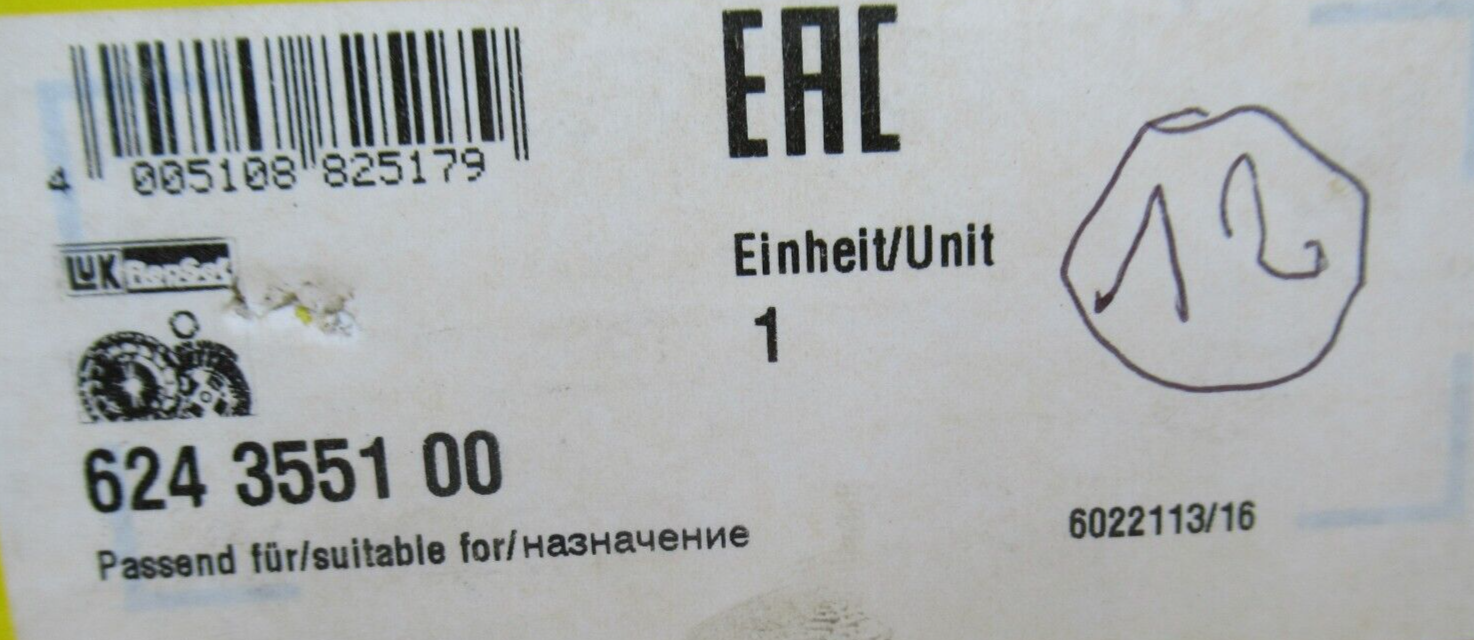 4 005108 825179
EAC
LuK RepSet
Einheit/Unit
1
12
624 3551 00
6022113/16
Passend für/suitable for/назначение